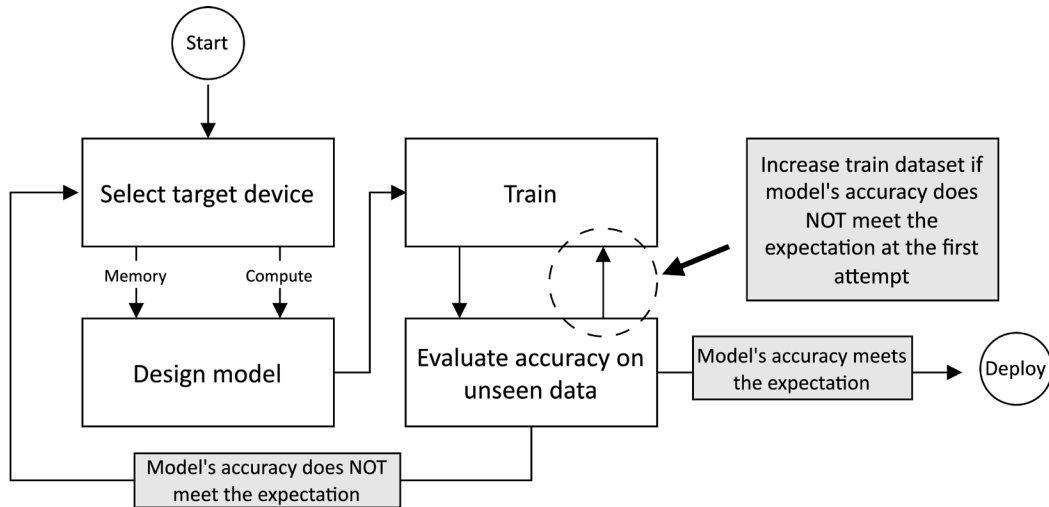 Start
Select target device
Memory
Compute
Design model
Train
Evaluate accuracy on
unseen data
Increase train dataset if
model's accuracy does
NOT meet the
expectation at the first
attempt
Model's accuracy meets
the expectation
Deploy
Model's accuracy does NOT
meet the expectation